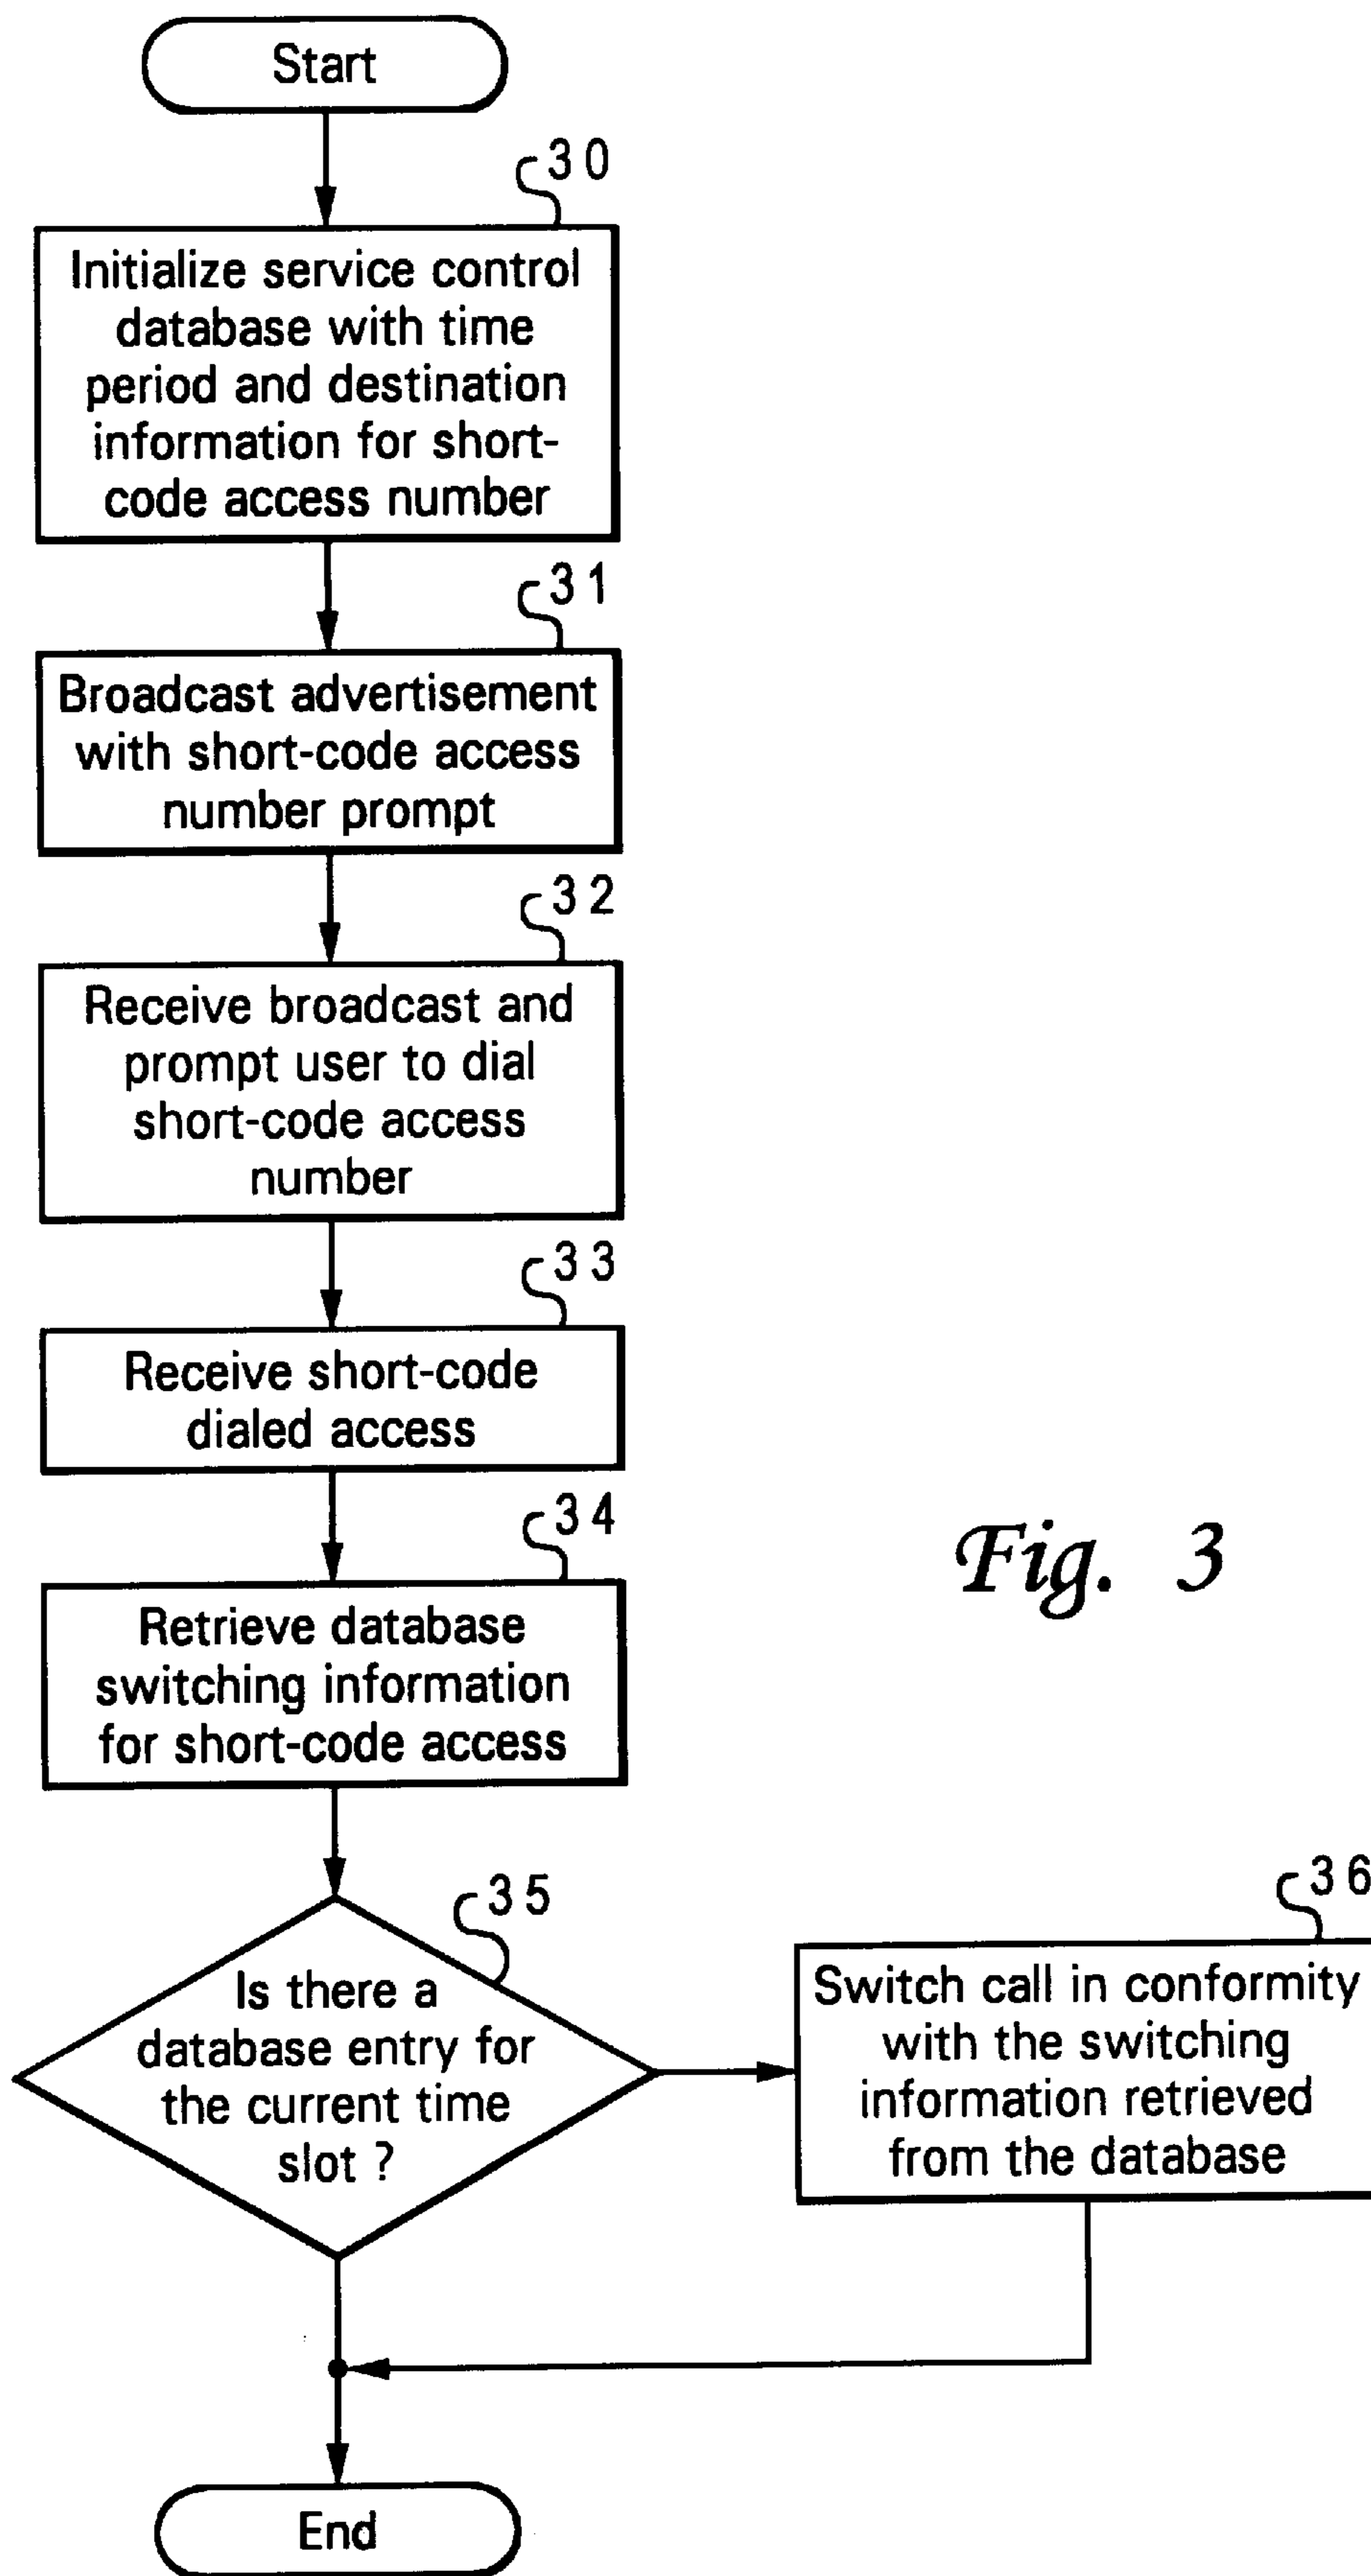 Start
30
Initialize service control
database with time
period and destination
information for short-
code access number
31
Broadcast advertisement
with short-code access
number prompt
32
Receive broadcast and
prompt user to dial
short-code access
number
33
Receive short-code
dialed access
34
Retrieve database
switching information
for short-code access
Fig. 3
35
Is there a
database entry for
the current time
slot ?
36
Switch call in conformity
with the switching
information retrieved
from the database
End